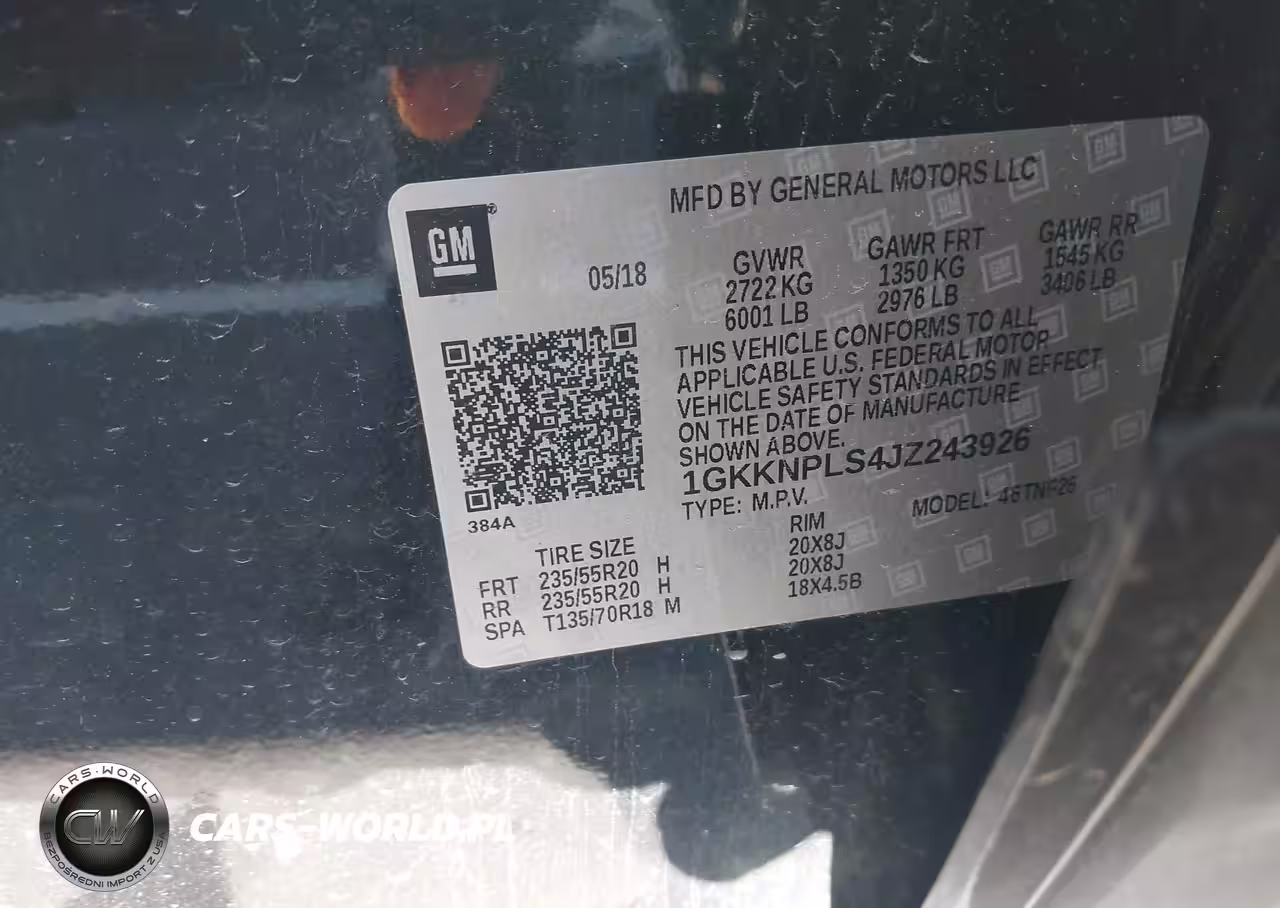 MFD BY GENERAL MOTORS LLC
GM
05/18
GVWR
2722 KG
6001 LB
GAWR FRT
1350 KG
2976 LB
GAWR RR
1545 KG
3406 LB
THIS VEHICLE CONFORMS TO ALL
APPLICABLE U.S. FEDERAL MOTOR
VEHICLE SAFETY STANDARDS IN EFFECT
ON THE DATE OF MANUFACTURE
SHOWN ABOVE.
1GKKNPLS4JZ243926
TYPE: M.P.V.
MODEL:
384A
TIRE SIZE RIM
FRT 235/55R20 H 20X8J
RR 235/55R20 H 20X8J
SPA T135/70R18 M 18X4.5B
CARS-WORLD
CW
BEZPOŚREDNI IMPORT Z USA
CARS-WORLD.PL